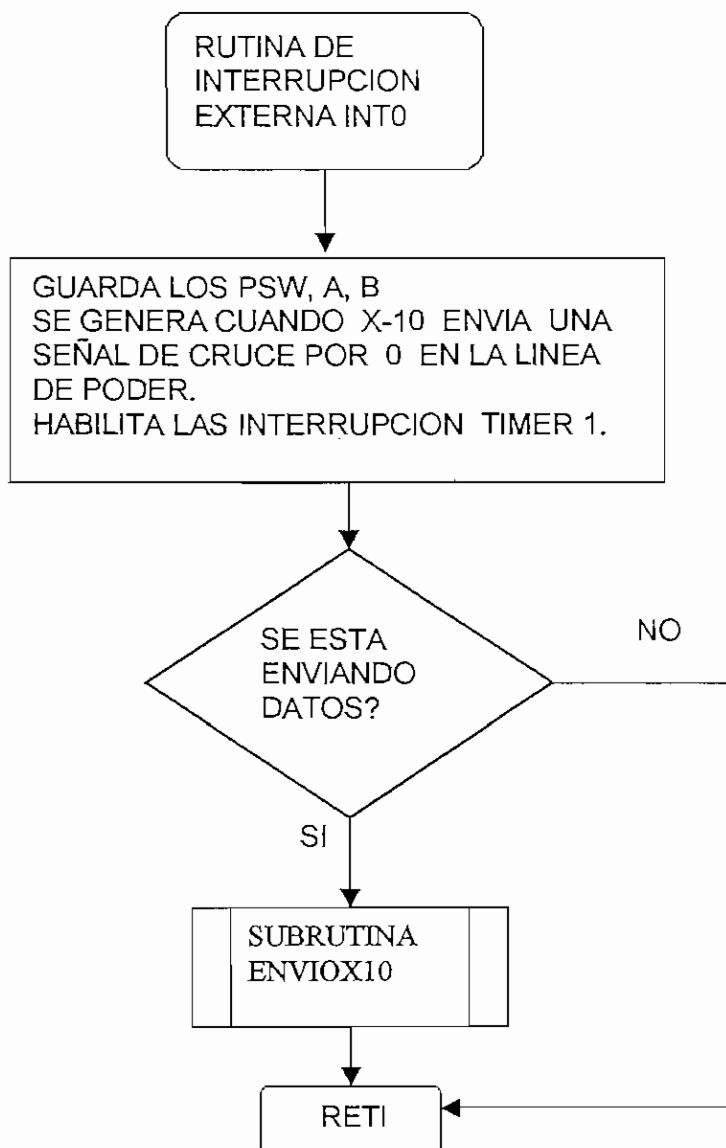 RUTINA DE
INTERRUPCION
EXTERNA INT0
GUARDA LOS PSW, A, B
SE GENERA CUANDO X-10 ENVIA UNA
SEÑAL DE CRUCE POR 0 EN LA LINEA
DE PODER.
HABILITA LAS INTERRUPCION TIMER 1.
SE ESTA
ENVIANDO
DATOS?
NO
SI
SUBRUTINA
ENVIOX10
RETI